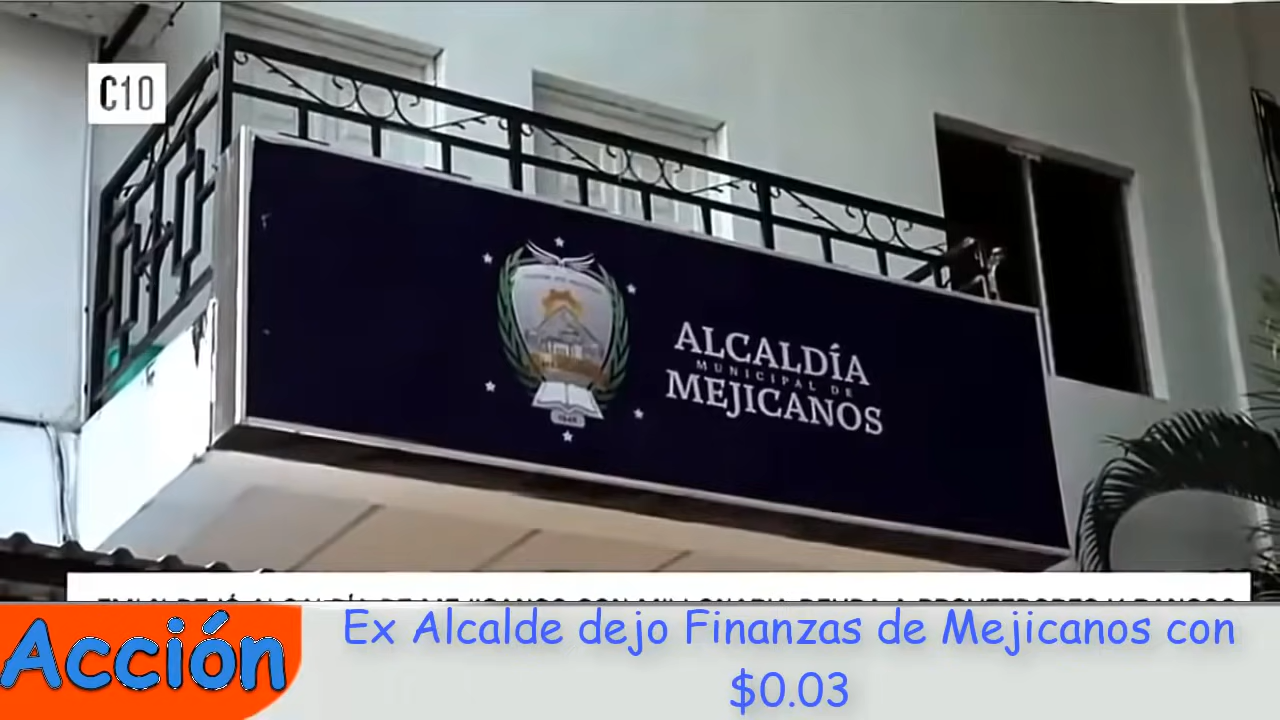 C10
ALCALDÍA
MUNICIPAL DE
MEJICANOS
Acción
Ex Alcalde dejo Finanzas de Mejicanos con
$0.03